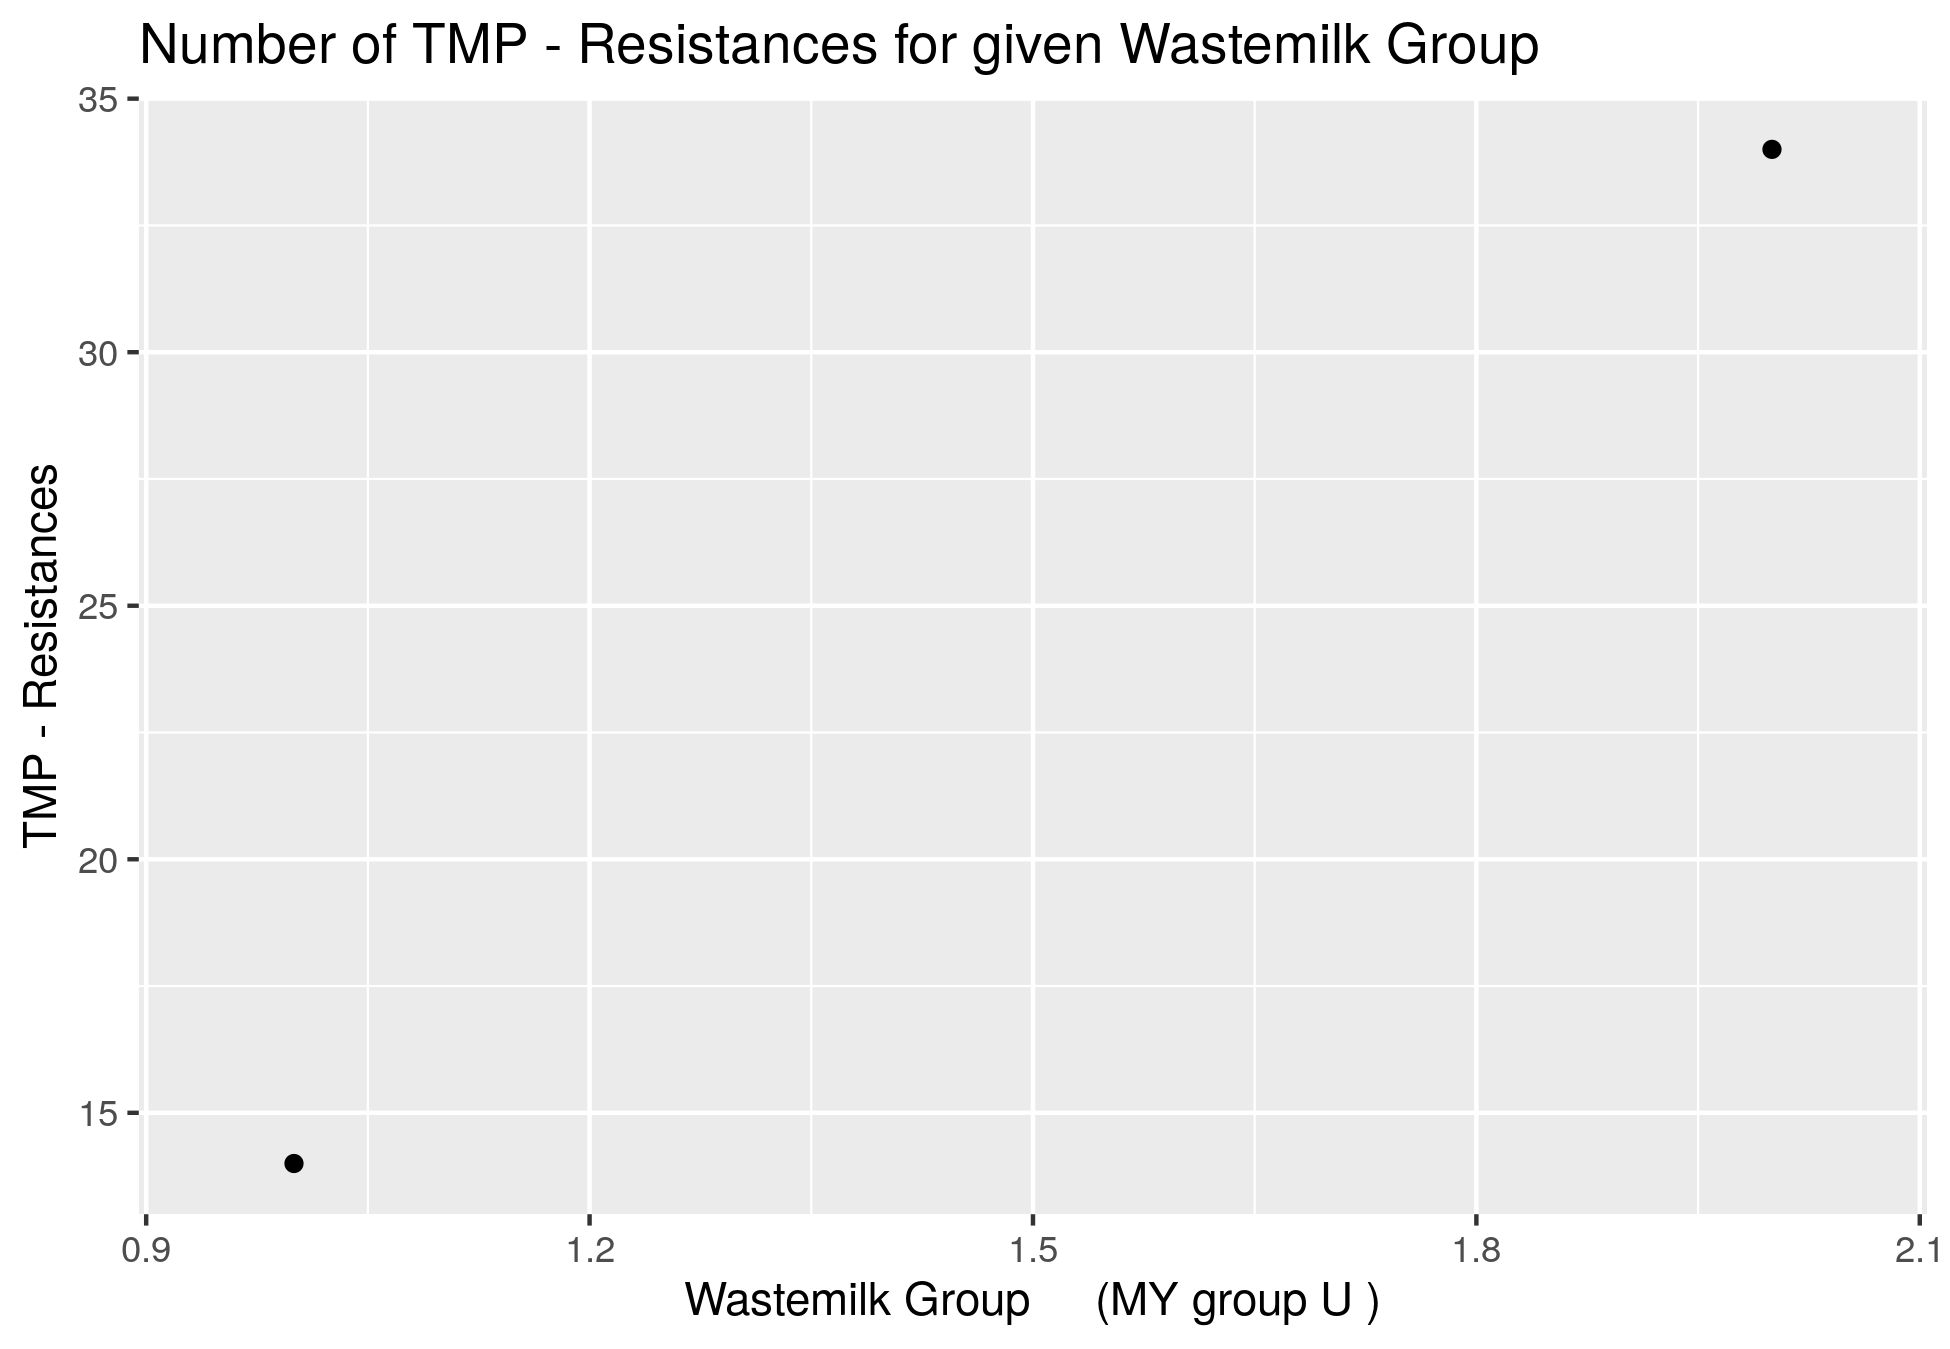 Number of TMP - Resistances for given Wastemilk Group
35
30
25
20
15
TMP - Resistances
0.9 1.2 1.5 1.8 2.1
Wastemilk Group (MY group U )